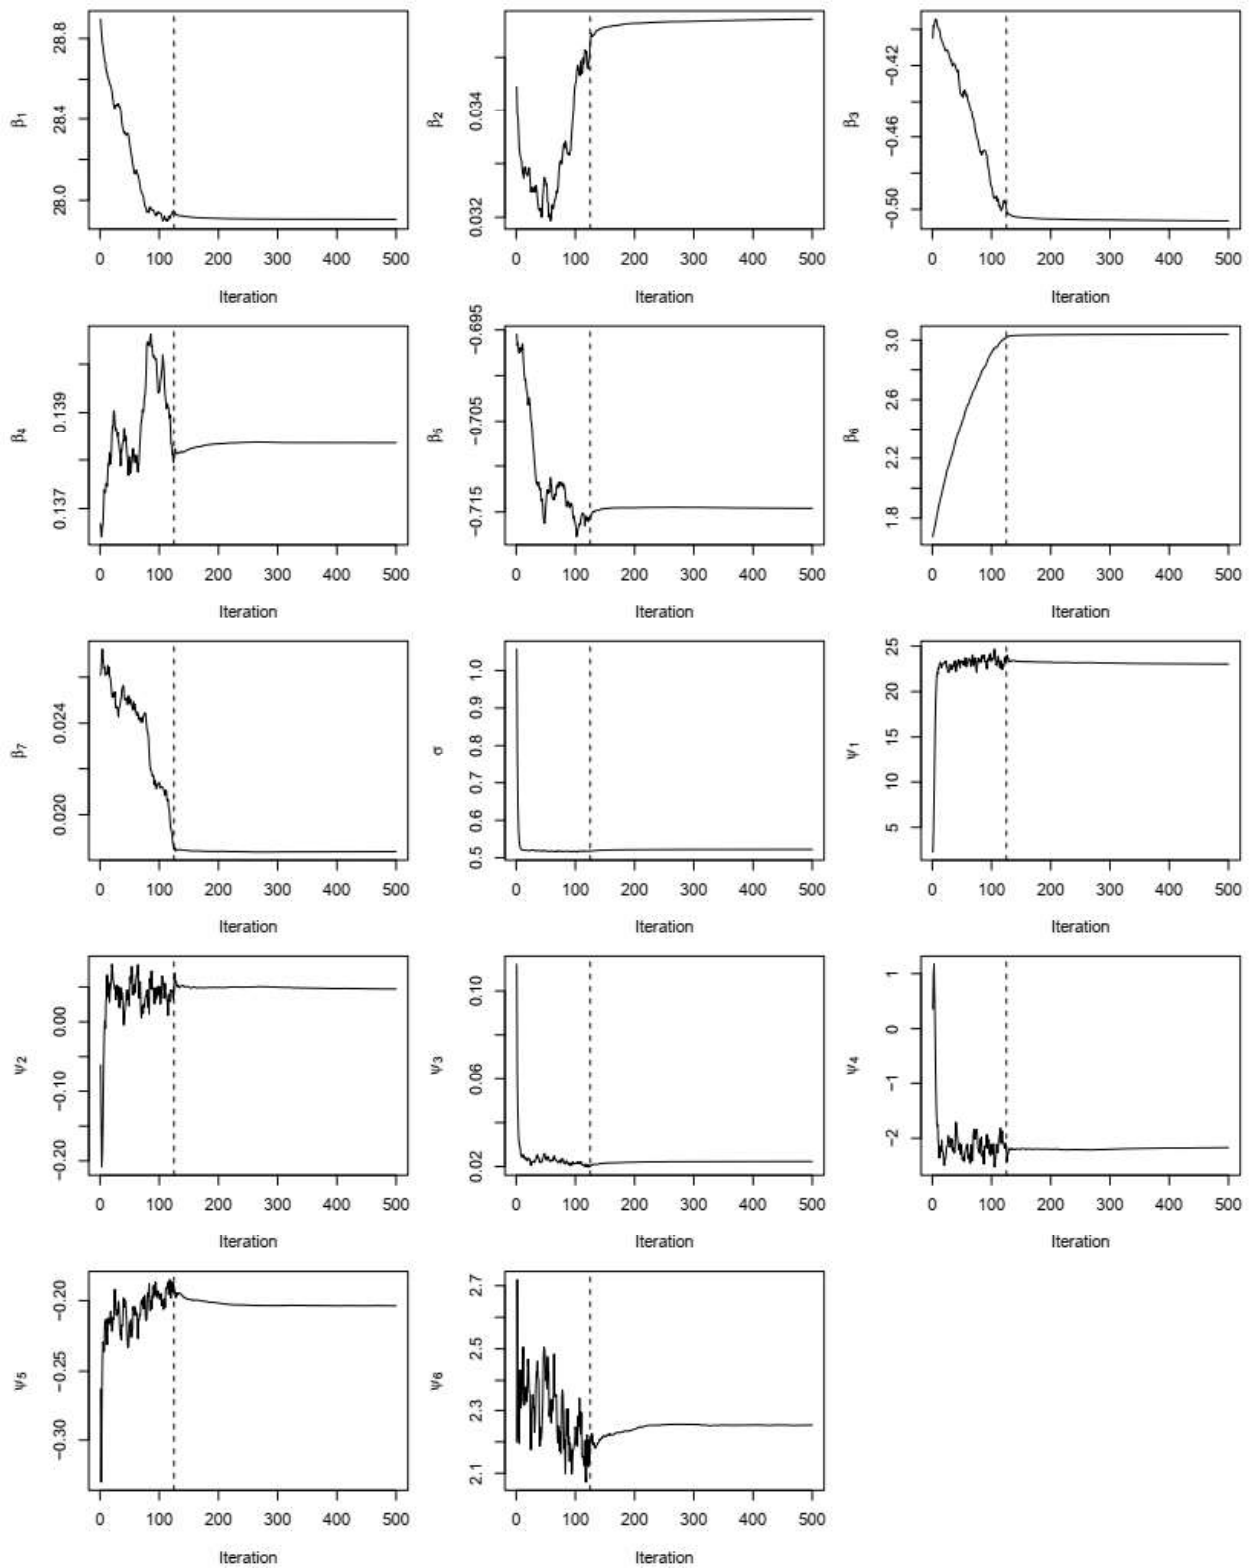 β1
28.0 28.4 28.8
0 100 200 300 400 500
Iteration
β2
0.032 0.034
0 100 200 300 400 500
Iteration
β3
−0.50 −0.46 −0.42
0 100 200 300 400 500
Iteration
β4
0.137 0.139
0 100 200 300 400 500
Iteration
β5
−0.715 −0.705 −0.695
0 100 200 300 400 500
Iteration
β6
1.8 2.2 2.6 3.0
0 100 200 300 400 500
Iteration
β7
0.020 0.024
0 100 200 300 400 500
Iteration
σ
0.5 0.6 0.7 0.8 0.9 1.0
0 100 200 300 400 500
Iteration
ψ1
5 10 15 20 25
0 100 200 300 400 500
Iteration
ψ2
−0.20 −0.10 0.00
0 100 200 300 400 500
Iteration
ψ3
0.02 0.06 0.10
0 100 200 300 400 500
Iteration
ψ4
−2 −1 0 1
0 100 200 300 400 500
Iteration
ψ5
−0.30 −0.25 −0.20
0 100 200 300 400 500
Iteration
ψ6
2.1 2.3 2.5 2.7
0 100 200 300 400 500
Iteration